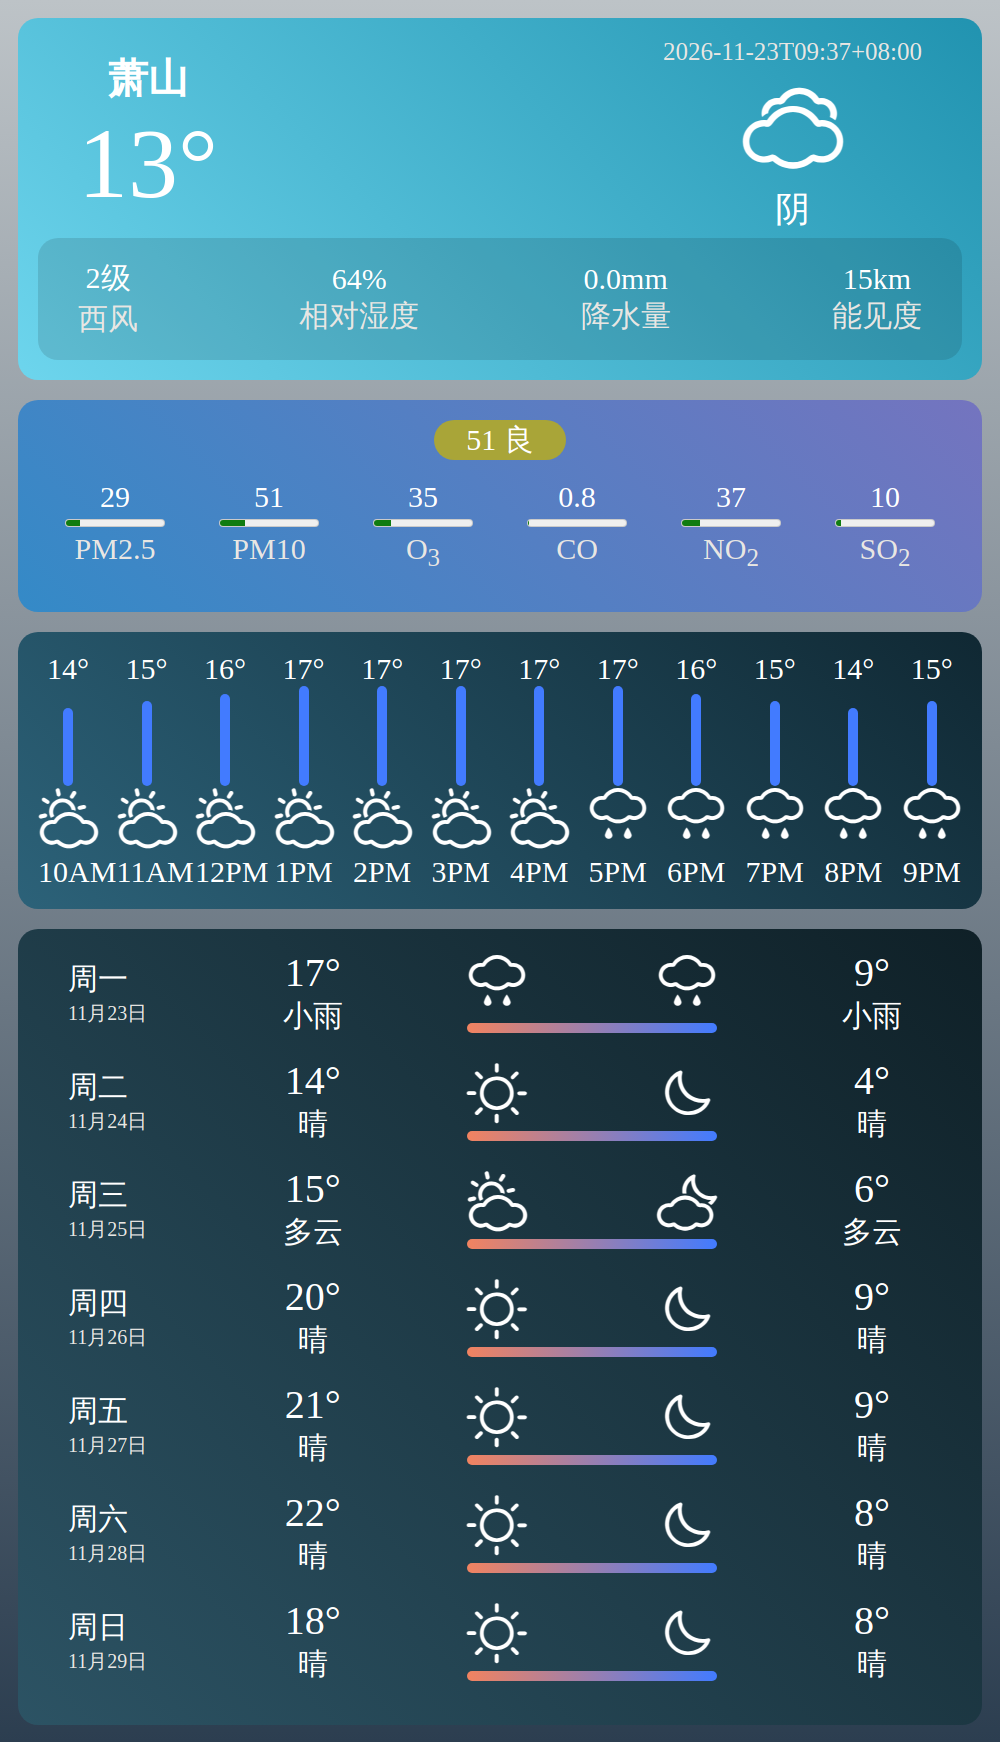 萧山
13°
2026-11-23T09:37+08:00
阴
2级 64% 0.0mm 15km
西风 相对湿度 降水量 能见度
51 良
29 51 35 0.8 37 10
PM2.5 PM10 O3 CO NO2 SO2
14° 15° 16° 17° 17° 17° 17° 17° 16° 15° 14° 15°
10AM 11AM 12PM 1PM 2PM 3PM 4PM 5PM 6PM 7PM 8PM 9PM
周一 17° 9°
11月23日 小雨 小雨
周二 14° 4°
11月24日 晴 晴
周三 15° 6°
11月25日 多云 多云
周四 20° 9°
11月26日 晴 晴
周五 21° 9°
11月27日 晴 晴
周六 22° 8°
11月28日 晴 晴
周日 18° 8°
11月29日 晴 晴